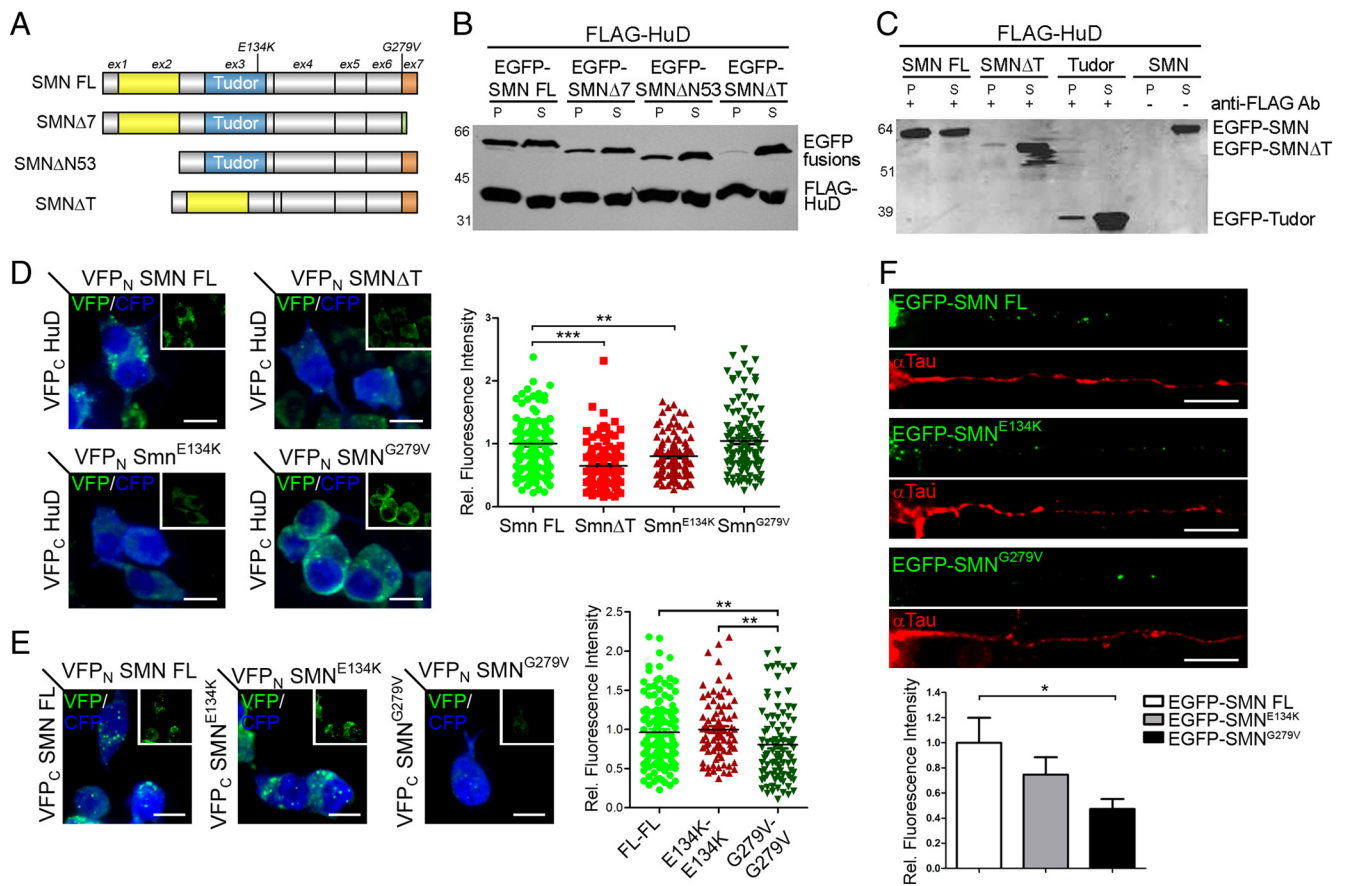 A
E134K G279V
ex1 ex2 ex3 ex4 ex5 ex6 ex7
SMN FL Tudor
SMNΔ7 Tudor
SMNΔN53 Tudor
SMNΔT
B
FLAG-HuD
EGFP-SMN FL EGFP-SMNΔ7 EGFP-SMNΔN53 EGFP-SMNΔT
P S P S P S P S
66
45
31
EGFP fusions
FLAG-HuD
C
FLAG-HuD
SMN FL SMNΔT Tudor SMN
P S P S P S P S
+ + + + + + - - anti-FLAG Ab
64
51
39
EGFP-SMN
EGFP-SMNΔT
EGFP-Tudor
D
VFPN SMN FL
VFPC HuD
VFP/CFP
VFPN SMNΔT
VFPC HuD
VFP/CFP
VFPN SmnE134K
VFPC HuD
VFP/CFP
VFPN SMNG279V
VFPC HuD
VFP/CFP
Rel. Fluorescence Intensity
3
2
1
0
***
**
Smn FL SmnΔT SmnE134K SmnG279V
E
VFPN SMN FL
VFPC SMN FL
VFP/
CFP
VFPN SMNE134K
VFPC SMNE134K
VFP/
CFP
VFPN SMNG279V
VFPC SMNG279V
VFP/
CFP
Rel. Fluorescence Intensity
2.5
2.0
1.5
1.0
0.5
0.0
**
**
FL-FL
E134K-E134K
G279V-G279V
F
EGFP-SMN FL
αTau
EGFP-SMNE134K
αTau
EGFP-SMNG279V
αTau
Rel. Fluorescence Intensity
1.4
1.2
1.0
0.8
0.6
0.4
0.2
0.0
*
EGFP-SMN FL
EGFP-SMNE134K
EGFP-SMNG279V